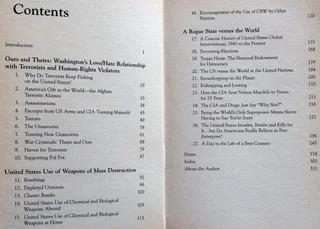 Contents
Introduction 1
Ours and Theirs: Washington's Love/Hate Relationship
with Terrorists and Human-Rights Violators
1. Why Do Terrorists Keep Picking
on the United States? 29
2. America's Gift to the World—the Afghan
Terrorist Alumni 33
3. Assassinations 38
4. Excerpts from US Army and CIA Training Manuals 43
5. Torture 49
6. The Unsavories 58
7. Training New Unsavories 61
8. War Criminals: Theirs and Ours 68
9. Haven for Terrorists 79
10. Supporting Pol Pot 87
United States Use of Weapons of Mass Destruction
11. Bombings 92
12. Depleted Uranium 96
13. Cluster Bombs 100
14. United States Use of Chemical and Biological
Weapons Abroad 103
15. United States Use of Chemical and Biological
Weapons at Home 113
16. Encouragement of the Use of CBW by Other
Nations 120
A Rogue State versus the World
17. A Concise History of United States Global
Interventions, 1945 to the Present 125
18. Perverting Elections 168
19. Trojan Horse: The National Endowment
for Democracy 179
20. The US versus the World at the United Nations 184
21. Eavesdropping on the Planet 200
22. Kidnapping and Looting 210
23. How the CIA Sent Nelson Mandela to Prison
for 28 Years 215
24. The CIA and Drugs: Just Say "Why Not?" 218
25. Being the World's Only Superpower Means Never
Having to Say You're Sorry 227
26. The United States Invades, Bombs and Kills for
It...but Do Americans Really Believe in Free
Enterprise? 236
27. A Day in the Life of a Free Country 243
Notes 274
Index 305
About the Author 311